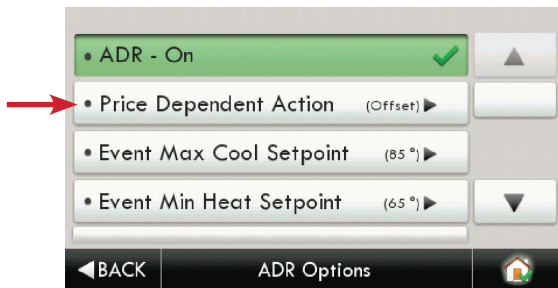 • ADR - On
• Price Dependent Action (Offset)
• Event Max Cool Setpoint (85°)
• Event Min Heat Setpoint (65°)
BACK ADR Options